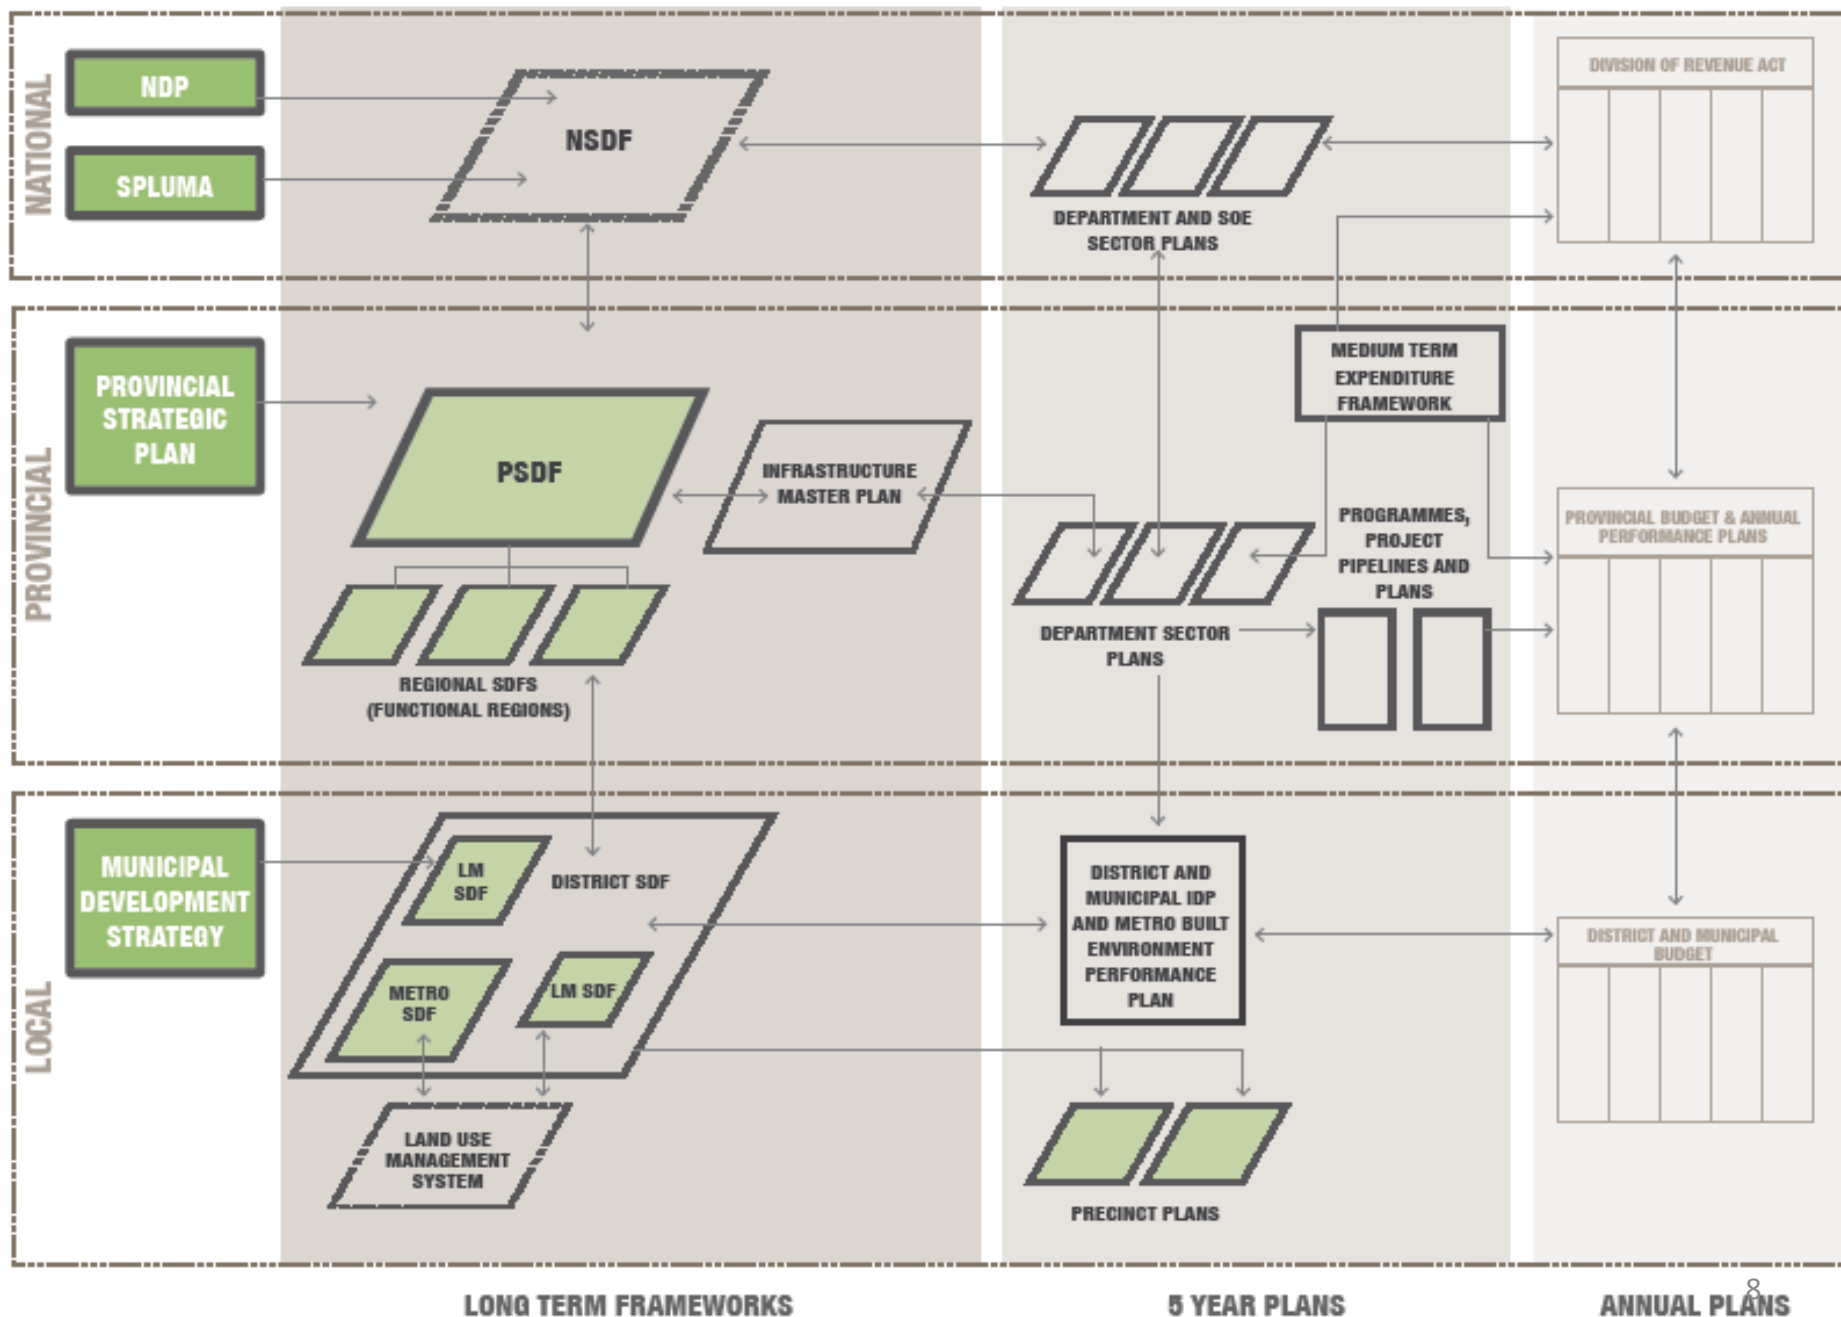 NATIONAL
NDP
SPLUMA
NSDF
DEPARTMENT AND SOE
SECTOR PLANS
DIVISION OF REVENUE ACT
PROVINCIAL
PROVINCIAL
STRATEGIC
PLAN
PSDF
INFRASTRUCTURE
MASTER PLAN
REGIONAL SDFS
(FUNCTIONAL REGIONS)
MEDIUM TERM
EXPENDITURE
FRAMEWORK
PROGRAMMES,
PROJECT
PIPELINES AND
PLANS
DEPARTMENT SECTOR
PLANS
PROVINCIAL BUDGET & ANNUAL
PERFORMANCE PLANS
LOCAL
MUNICIPAL
DEVELOPMENT
STRATEGY
LM
SDF
DISTRICT SDF
METRO
SDF
LM SDF
LAND USE
MANAGEMENT
SYSTEM
DISTRICT AND
MUNICIPAL IDP
AND METRO BUILT
ENVIRONMENT
PERFORMANCE
PLAN
PRECINCT PLANS
DISTRICT AND MUNICIPAL
BUDGET
LONG TERM FRAMEWORKS
5 YEAR PLANS
ANNUAL PLANS
8